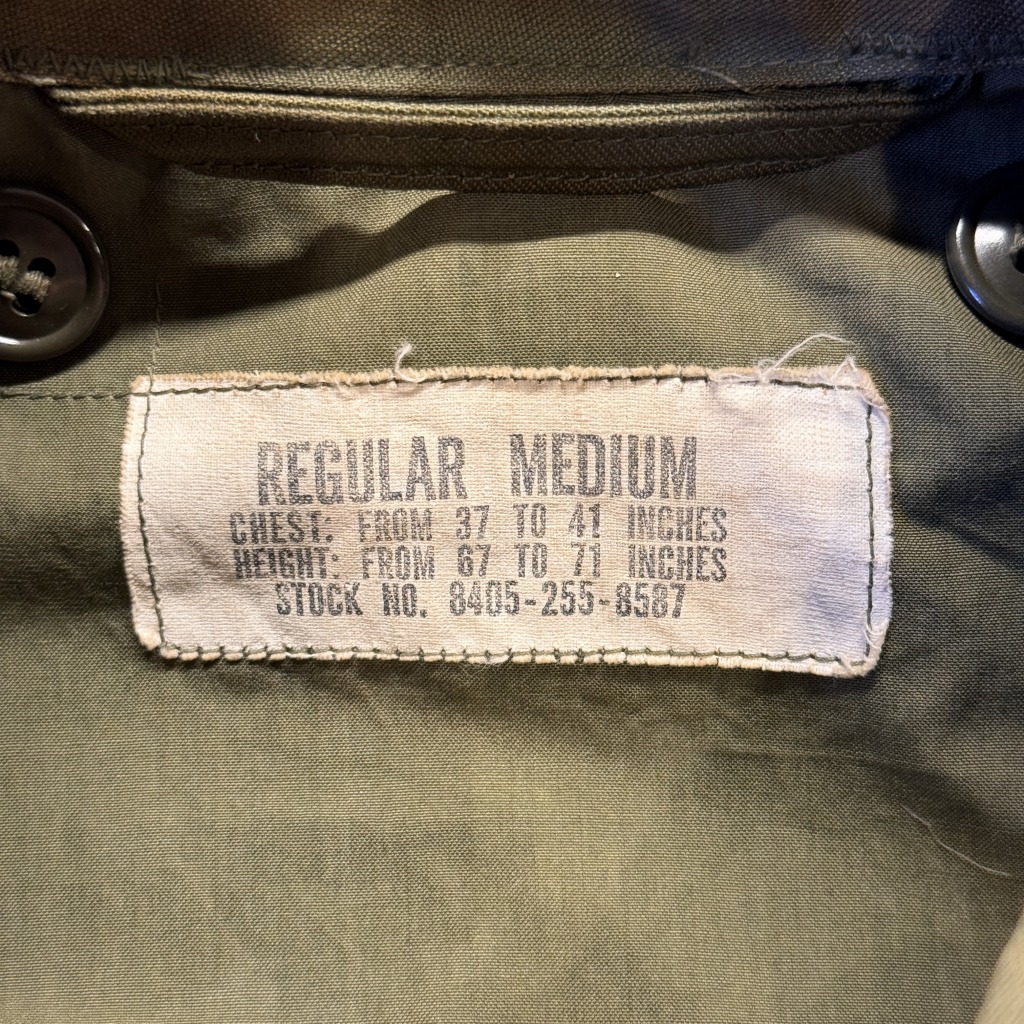 REGULAR MEDIUM
CHEST: FROM 37 TO 41 INCHES
HEIGHT: FROM 67 TO 71 INCHES
STOCK NO. 8405-255-8587